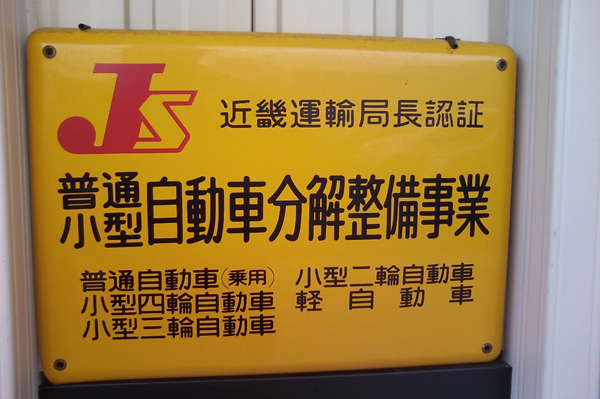 JS 近畿運輸局長認証
普通
小型 自動車分解整備事業
普通自動車(乗用) 小型二輪自動車
小型四輪自動車 軽自動車
小型三輪自動車